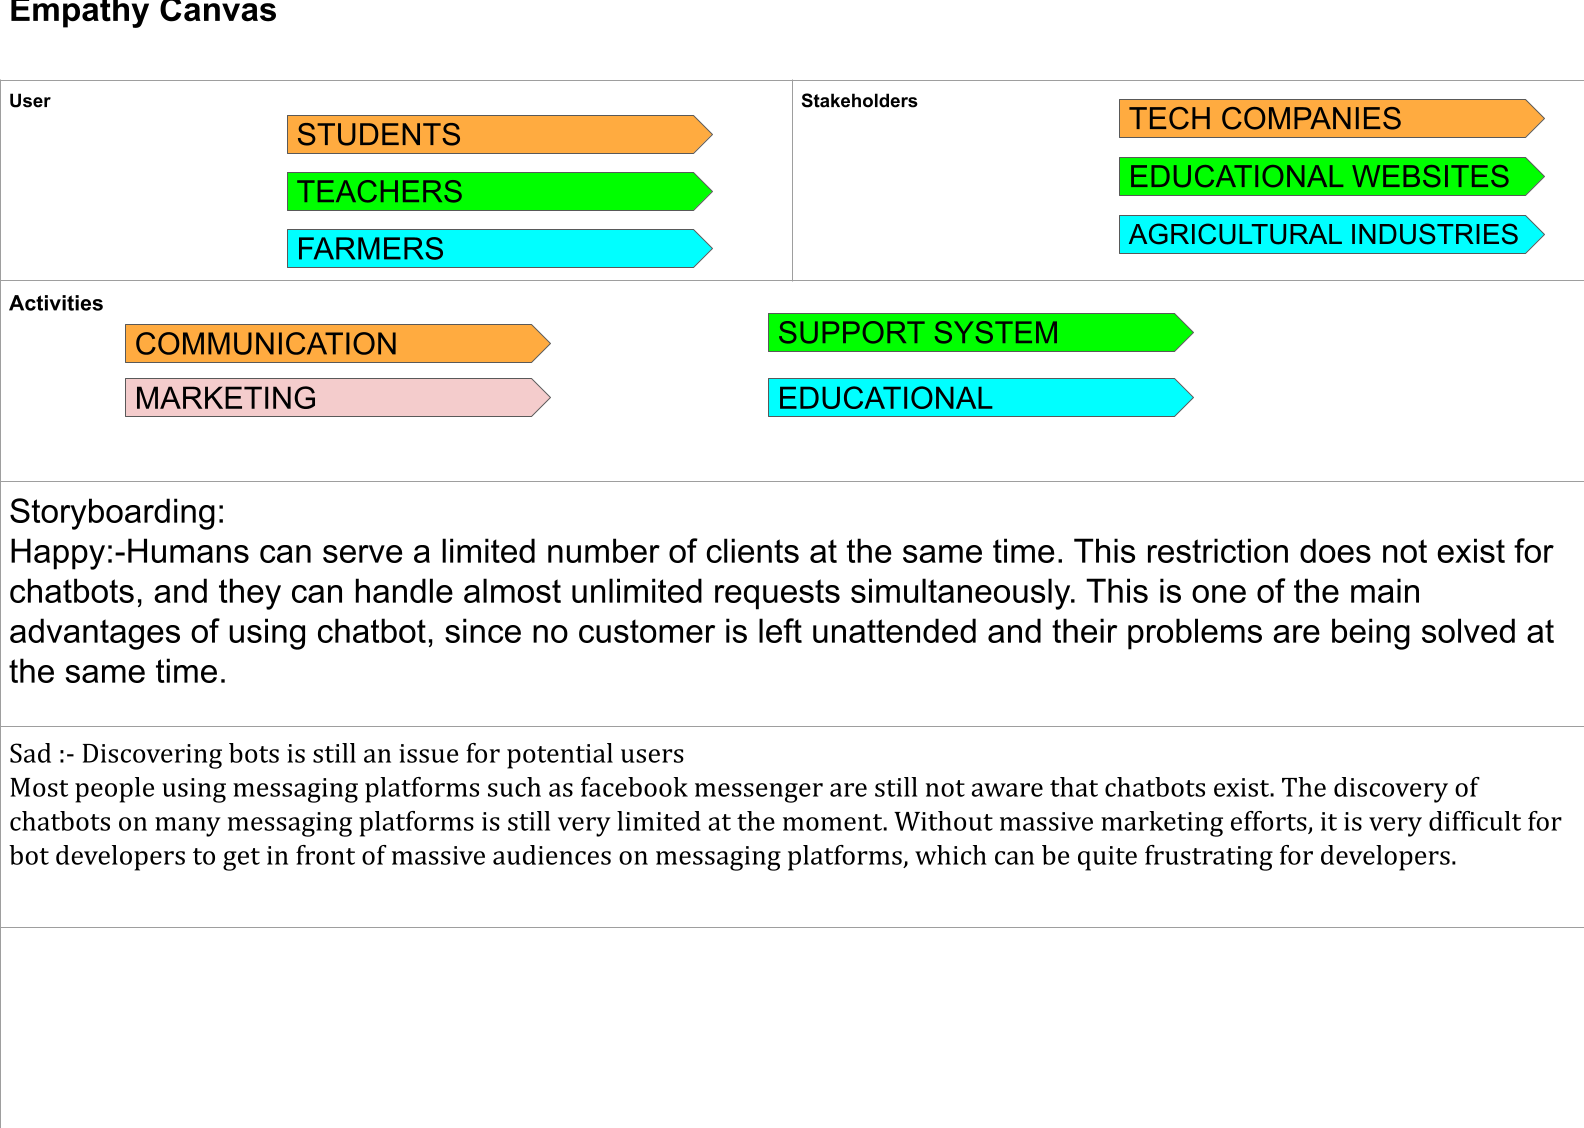 Empathy Canvas
User
STUDENTS
TEACHERS
FARMERS
Stakeholders
TECH COMPANIES
EDUCATIONAL WEBSITES
AGRICULTURAL INDUSTRIES
Activities
COMMUNICATION
MARKETING
SUPPORT SYSTEM
EDUCATIONAL
Storyboarding:
Happy:-Humans can serve a limited number of clients at the same time. This restriction does not exist for
chatbots, and they can handle almost unlimited requests simultaneously. This is one of the main
advantages of using chatbot, since no customer is left unattended and their problems are being solved at
the same time.
Sad :- Discovering bots is still an issue for potential users
Most people using messaging platforms such as facebook messenger are still not aware that chatbots exist. The discovery of
chatbots on many messaging platforms is still very limited at the moment. Without massive marketing efforts, it is very difficult for
bot developers to get in front of massive audiences on messaging platforms, which can be quite frustrating for developers.